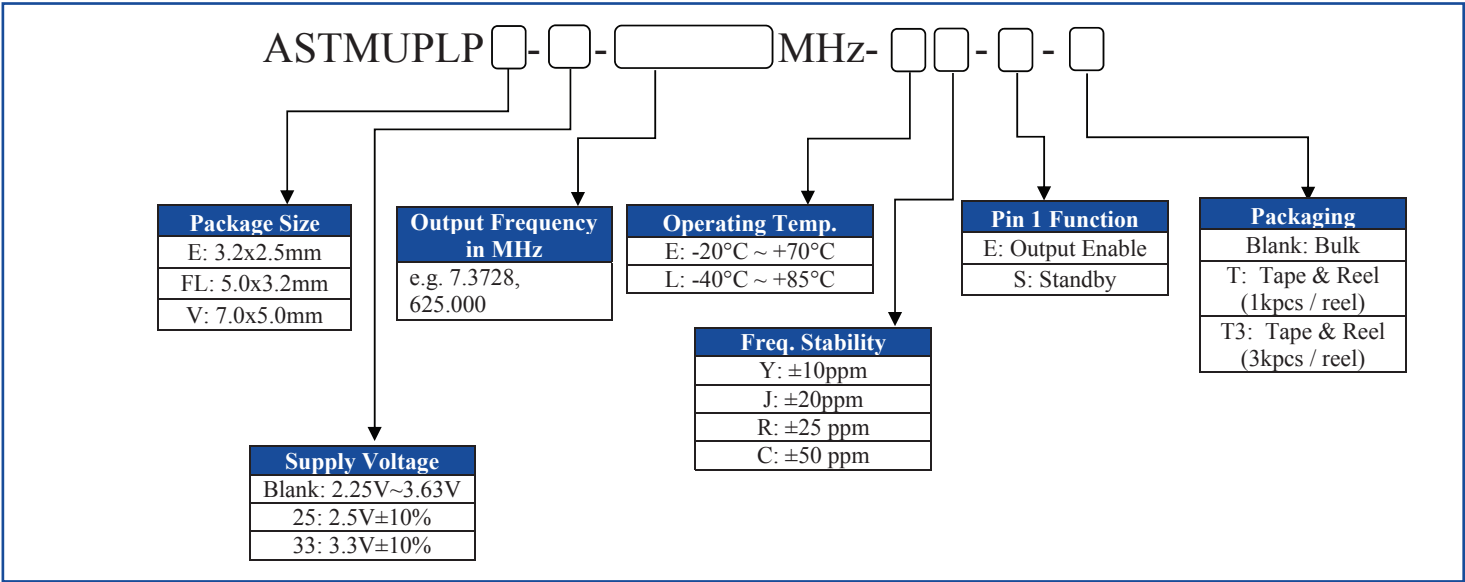 ASTMUPLP - - MHz- - -
Package Size
E: 3.2x2.5mm
FL: 5.0x3.2mm
V: 7.0x5.0mm
Output Frequency
in MHz
e.g. 7.3728,
625.000
Operating Temp.
E: -20°C ~ +70°C
L: -40°C ~ +85°C
Pin 1 Function
E: Output Enable
S: Standby
Packaging
Blank: Bulk
T: Tape & Reel
(1kpcs / reel)
T3: Tape & Reel
(3kpcs / reel)
Freq. Stability
Y: ±10ppm
J: ±20ppm
R: ±25 ppm
C: ±50 ppm
Supply Voltage
Blank: 2.25V~3.63V
25: 2.5V±10%
33: 3.3V±10%